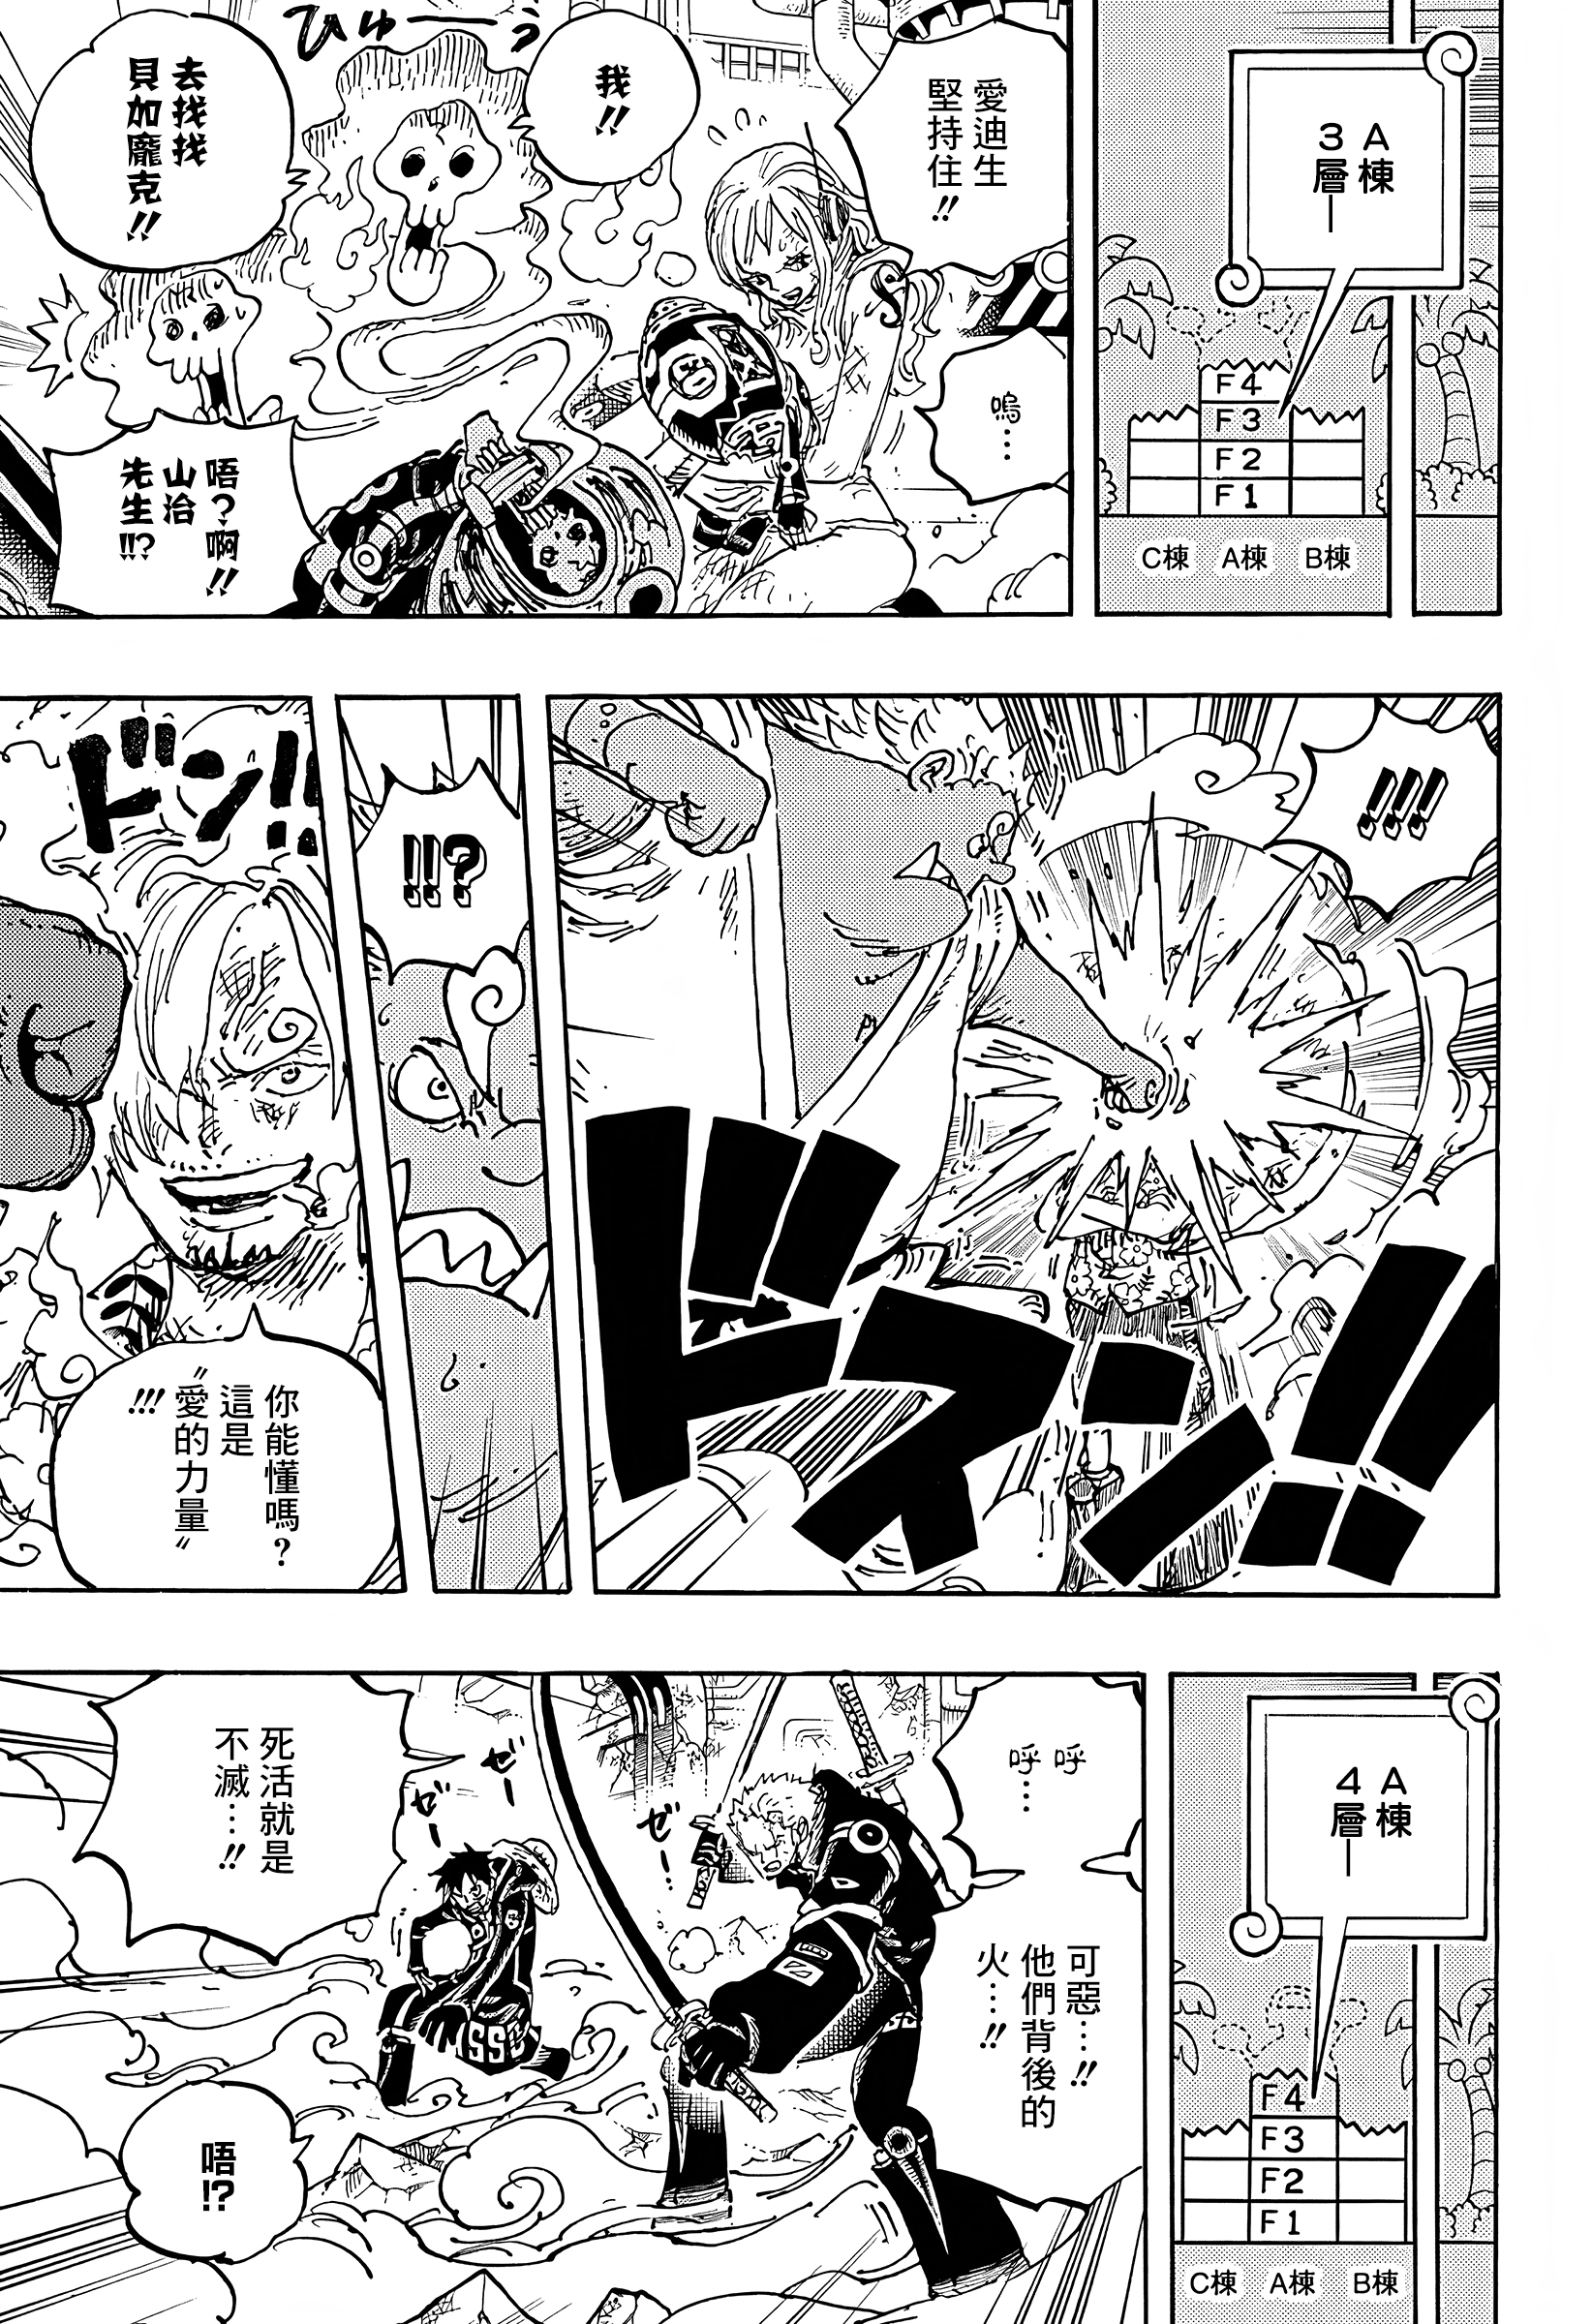 A棟
3層—
F4
F3
F2
F1
C棟 A棟 B棟
愛迪生
堅持住!!
嗚…
我!!
ひゅーーう
去找找
貝加龐克!!
唔?啊!!
山治
先生!!?
!!!
ドスン!!
!!?
ドン!!
你能懂嗎?
這是
"愛的力量"
!!!
A棟
4層—
F4
F3
F2
F1
C棟 A棟 B棟
呼
呼…
可惡…!!
他們背後的
火…!!
ゼー
ゼー
ゼー
死活就是
不滅…!!
唔!?